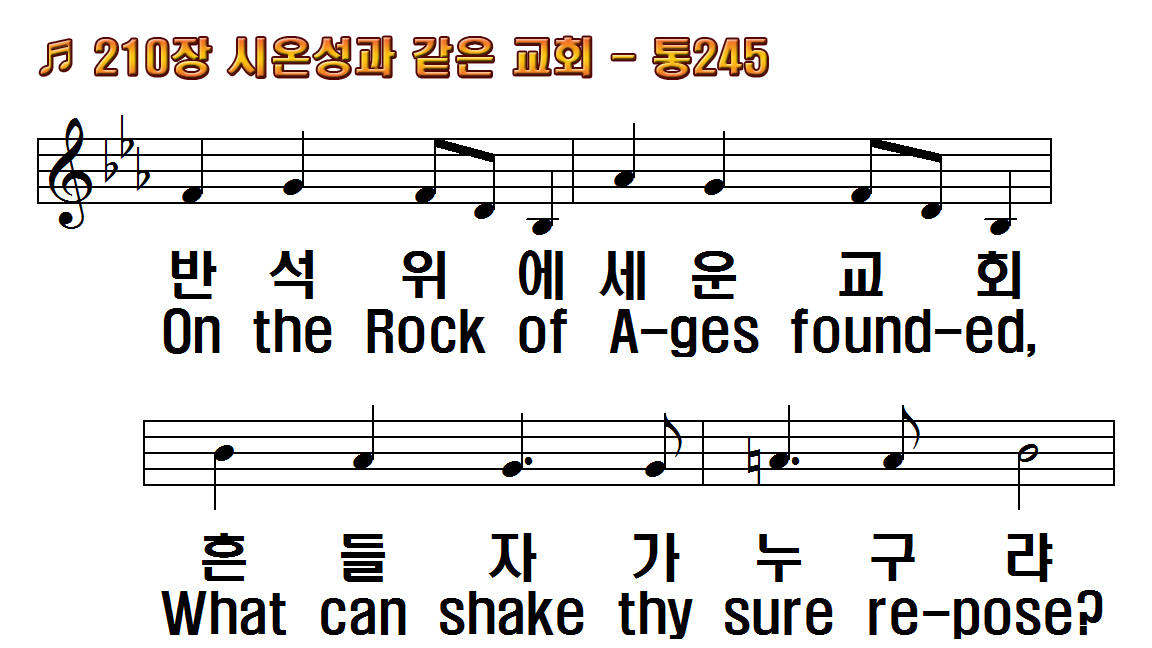 ♬ 210장 시온성과 같은 교회 - 통245
반 석 위 에 세 운 교 회
On the Rock of A-ges found-ed,
흔 들 자 가 누 구 랴
What can shake thy sure re-pose?